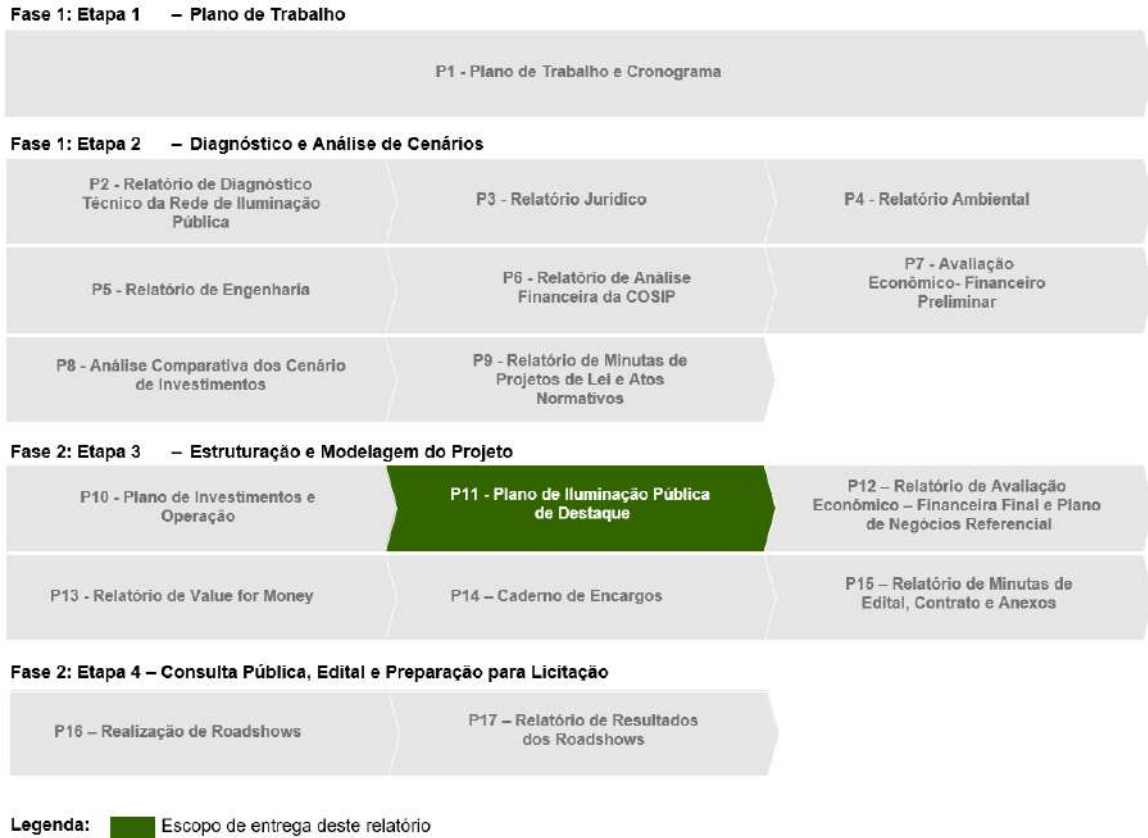 Fase 1: Etapa 1 – Plano de Trabalho
P1 - Plano de Trabalho e Cronograma
Fase 1: Etapa 2 – Diagnóstico e Análise de Cenários
P2 - Relatório de Diagnóstico
Técnico da Rede de Iluminação
Pública
P3 - Relatório Jurídico
P4 - Relatório Ambiental
P5 - Relatório de Engenharia
P6 - Relatório de Análise
Financeira da COSIP
P7 - Avaliação
Econômico- Financeiro
Preliminar
P8 - Análise Comparativa dos Cenário
de Investimentos
P9 - Relatório de Minutas de
Projetos de Lei e Atos
Normativos
Fase 2: Etapa 3 – Estruturação e Modelagem do Projeto
P10 - Plano de Investimentos e
Operação
P11 - Plano de Iluminação Pública
de Destaque
P12 – Relatório de Avaliação
Econômico – Financeira Final e Plano
de Negócios Referencial
P13 - Relatório de Value for Money
P14 – Caderno de Encargos
P15 – Relatório de Minutas de
Edital, Contrato e Anexos
Fase 2: Etapa 4 – Consulta Pública, Edital e Preparação para Licitação
P16 – Realização de Roadshows
P17 – Relatório de Resultados
dos Roadshows
Legenda: Escopo de entrega deste relatório